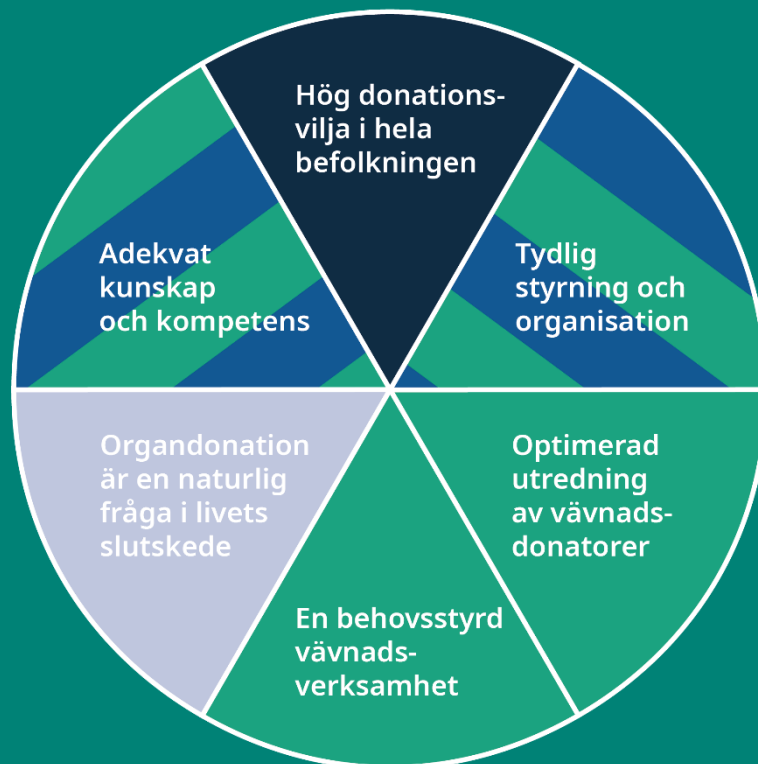 Hög donations-
vilja i hela
befolkningen
Adekvat
kunskap
och kompetens
Tydlig
styrning och
organisation
Organdonation
är en naturlig
fråga i livets
slutskede
Optimerad
utredning
av vävnads-
donatorer
En behovsstyrd
vävnads-
verksamhet